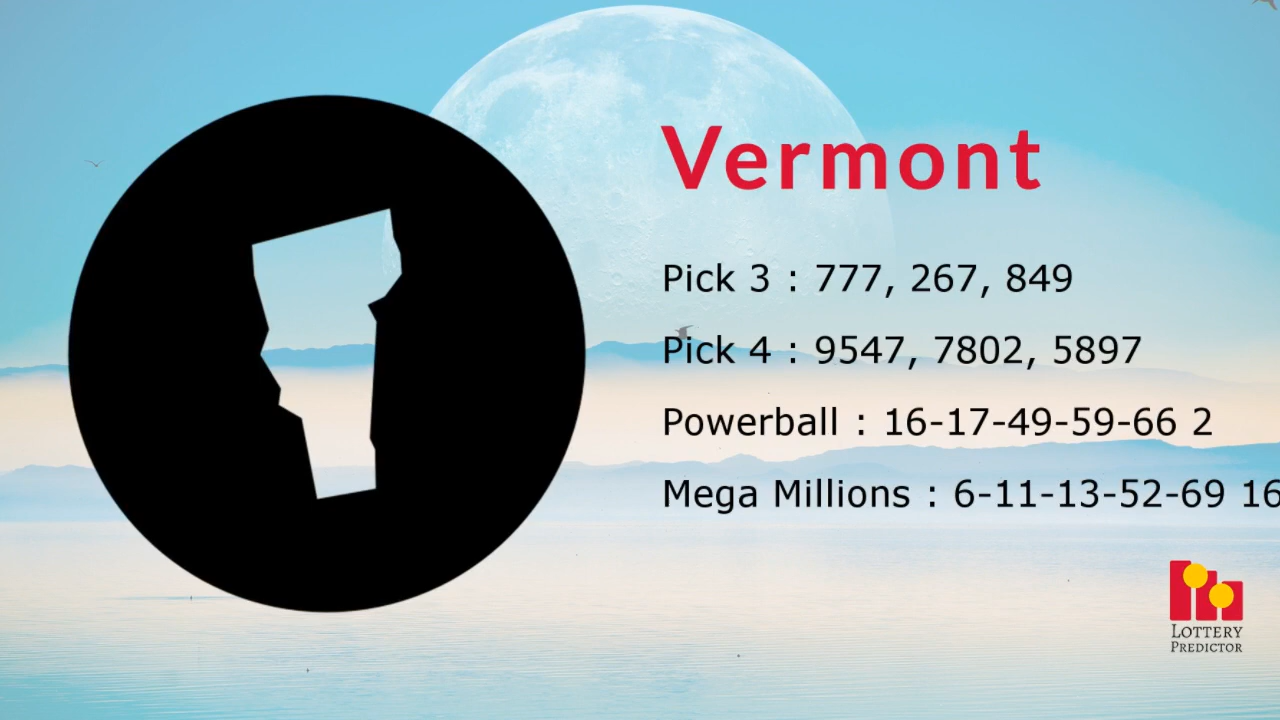 Vermont
Pick 3 : 777, 267, 849
Pick 4 : 9547, 7802, 5897
Powerball : 16-17-49-59-66 2
Mega Millions : 6-11-13-52-69 16
LOTTERY
PREDICTOR